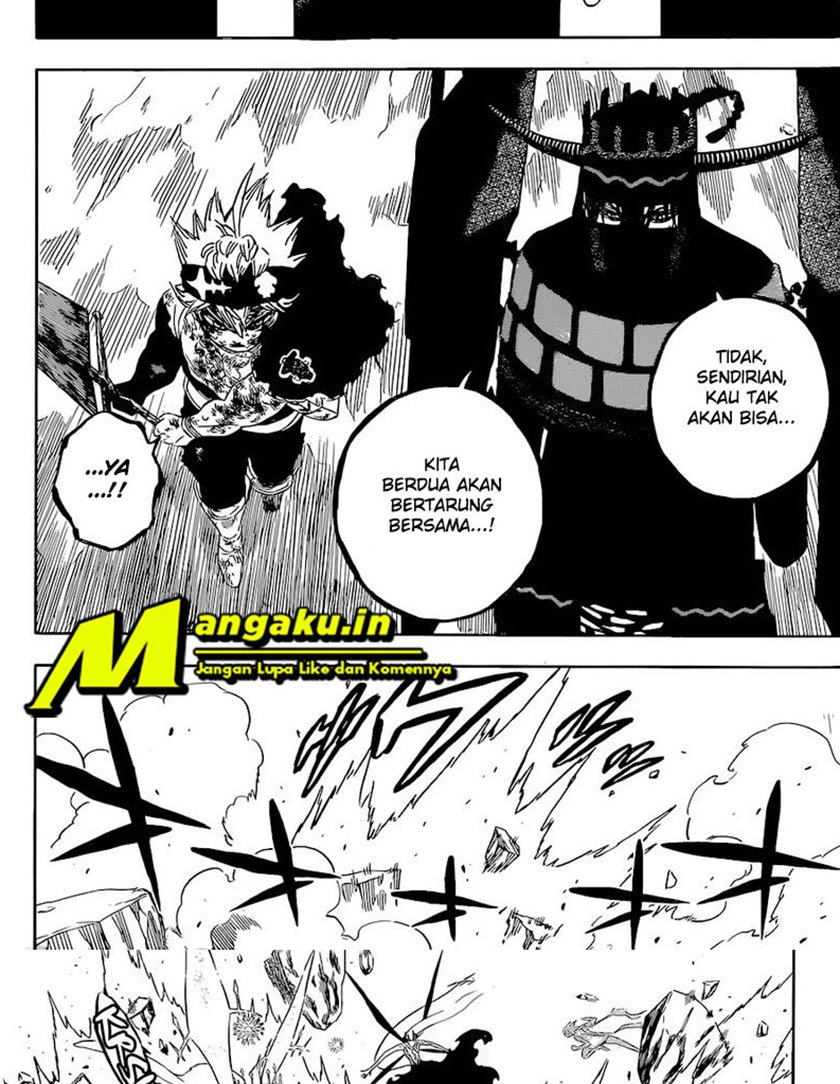 TIDAK,
SENDIRIAN,
KAU TAK
AKAN BISA...
KITA
BERDUA AKAN
BERTARUNG
BERSAMA...!
...YA
...!!
Mangaku.in
Jangan Lupa Like dan Komennya